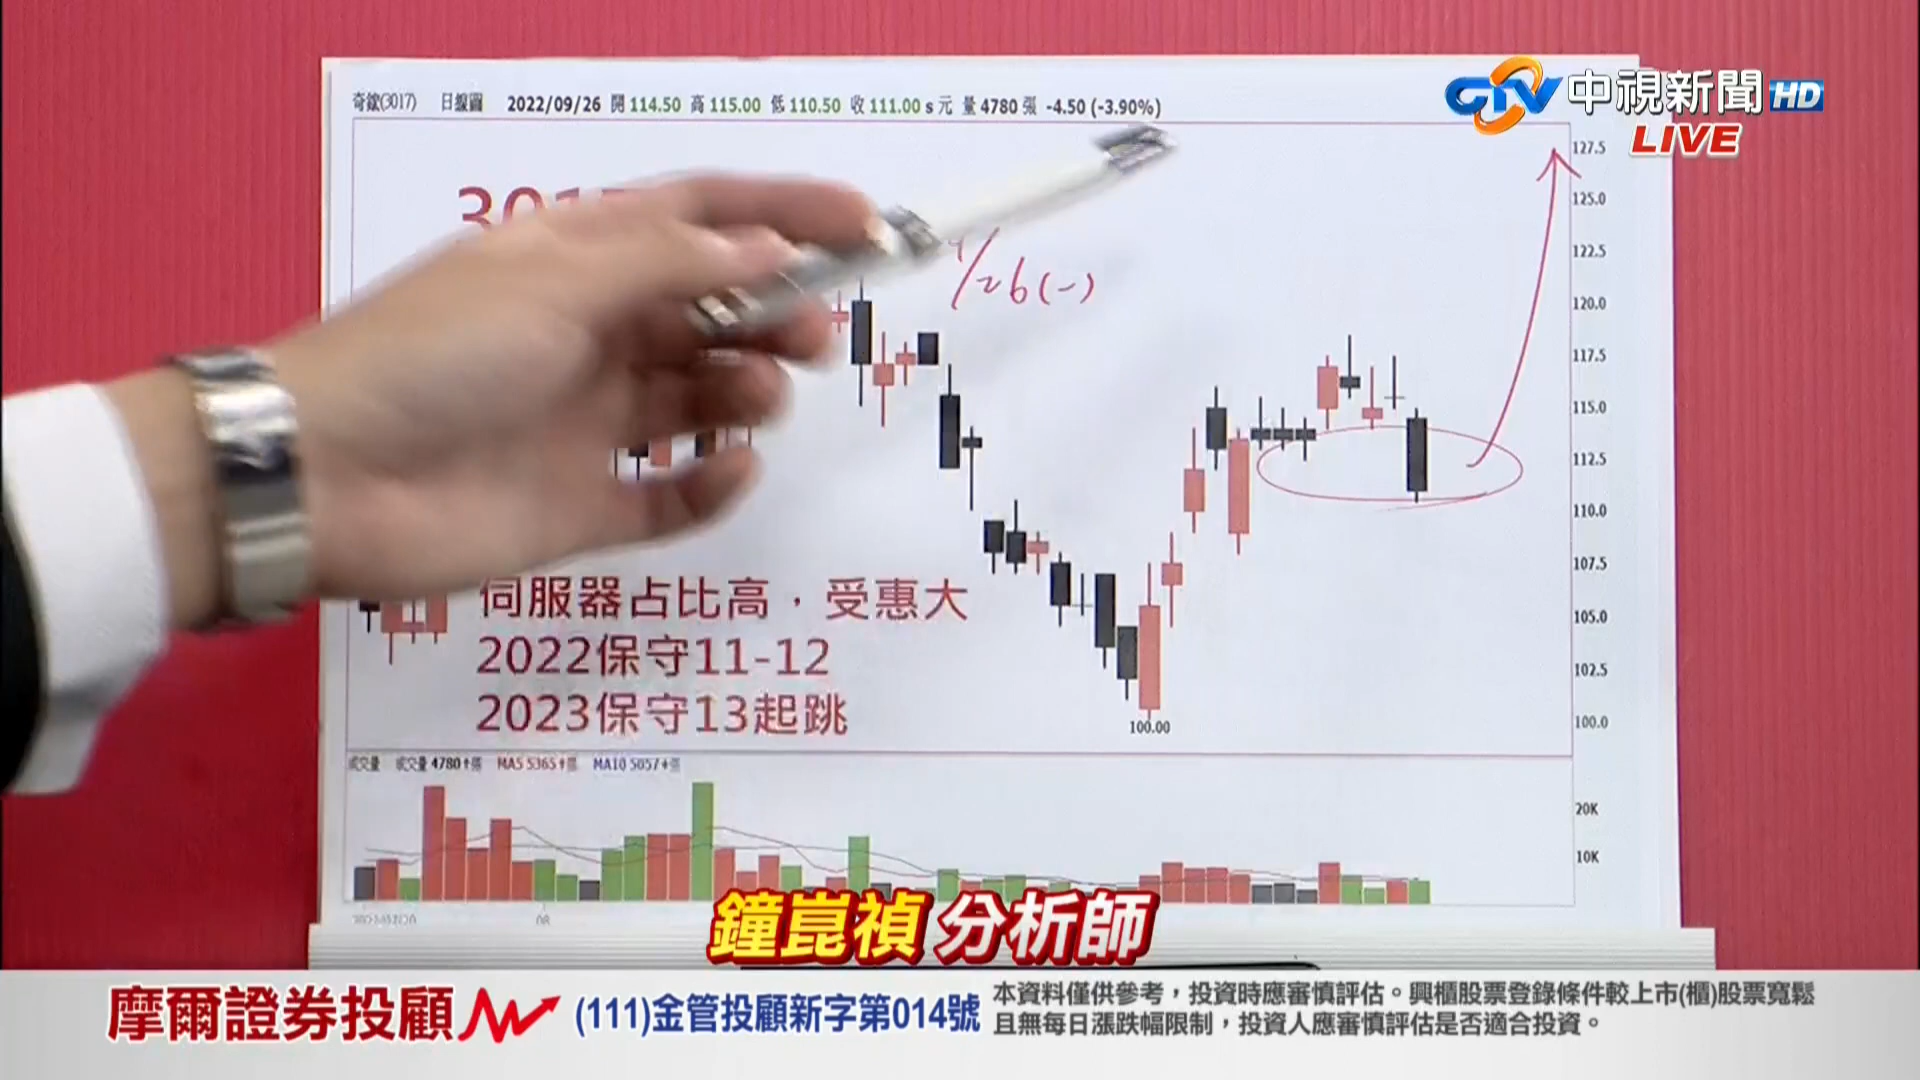 奇鋐(3017) 日線圖 2022/09/26 開 114.50 高 115.00 低 110.50 收 111.00 s 元 量 4780 張 -4.50 (-3.90%)
CTV 中視新聞 HD
LIVE
/26(一)
127.5
125.0
122.5
120.0
117.5
115.0
112.5
110.0
107.5
105.0
102.5
100.0
伺服器占比高，受惠大
2022保守11-12
2023保守13起跳
100.00
成交量 成交量 4780↑張 MA5 5365↑張 MA10 5057↓張
20K
10K
08
鐘崑禎 分析師
摩爾證券投顧
(111)金管投顧新字第014號
本資料僅供參考，投資時應審慎評估。興櫃股票登錄條件較上市(櫃)股票寬鬆
且無每日漲跌幅限制，投資人應審慎評估是否適合投資。